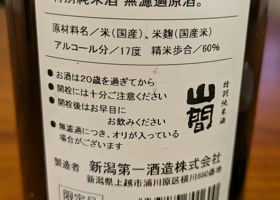 特別純米酒 無濾過原酒。
原材料名／米(国産)、米麹(国産米)
アルコール分／17度 精米歩合／60%
●お酒は20歳を過ぎてから
●開栓には十分ご注意ください
●開栓後はお早目に
お飲みください
●無濾過につき、オリが入っている
場合がございます
特別純米酒
山間
製造者 新潟第一酒造株式会社
新潟県上越市浦川原区横川660番地
限定品